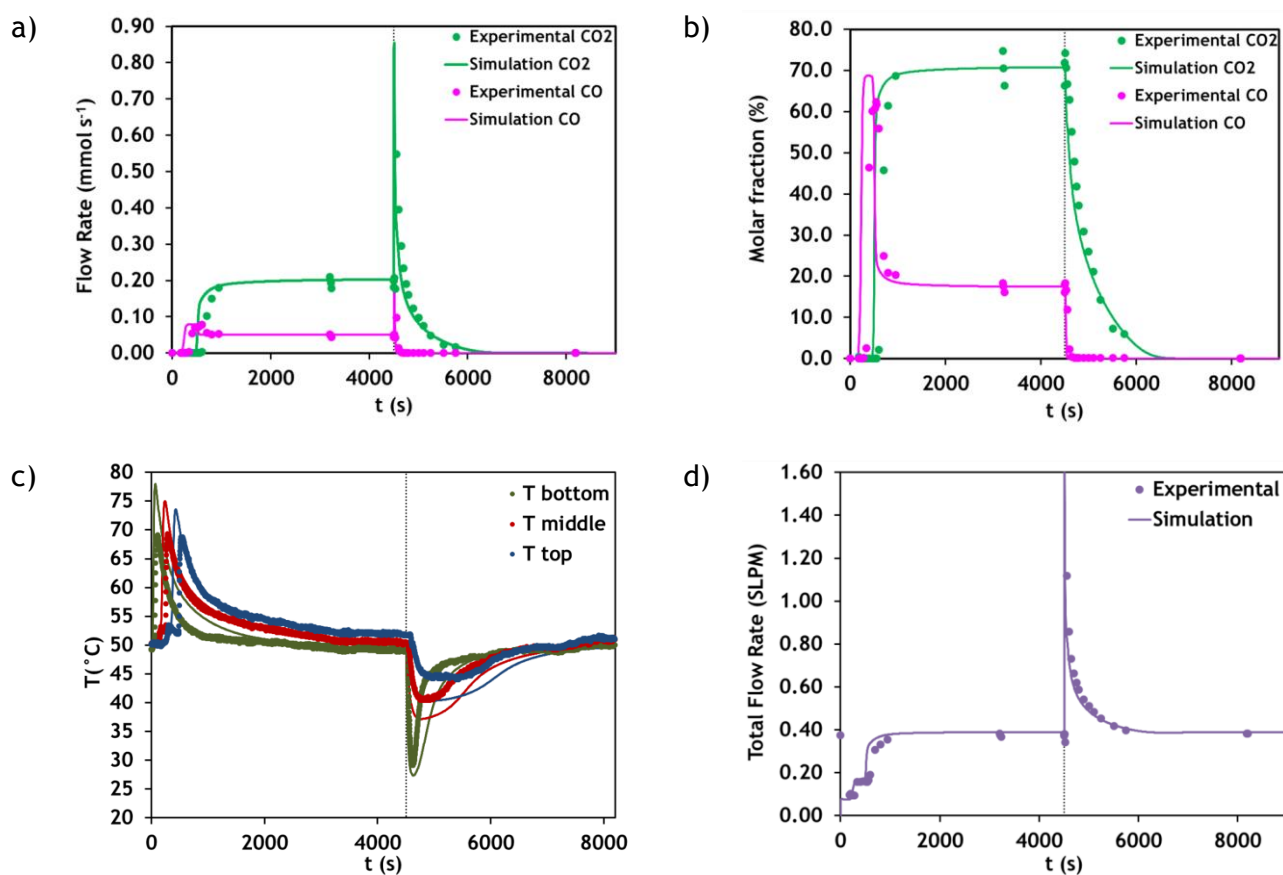 a)
0.90
0.80
0.70
0.60
0.50
0.40
0.30
0.20
0.10
0.00
Flow Rate (mmol s⁻¹)
Experimental CO2
Simulation CO2
Experimental CO
Simulation CO
0 2000 4000 6000 8000
t (s)
b)
80.0
70.0
60.0
50.0
40.0
30.0
20.0
10.0
0.0
Molar fraction (%)
Experimental CO2
Simulation CO2
Experimental CO
Simulation CO
0 2000 4000 6000 8000
t (s)
c)
80
75
70
65
60
55
50
45
40
35
30
25
20
T(˚C)
T bottom
T middle
T top
0 2000 4000 6000 8000
t (s)
d)
1.60
1.40
1.20
1.00
0.80
0.60
0.40
0.20
0.00
Total Flow Rate (SLPM)
Experimental
Simulation
0 2000 4000 6000 8000
t (s)